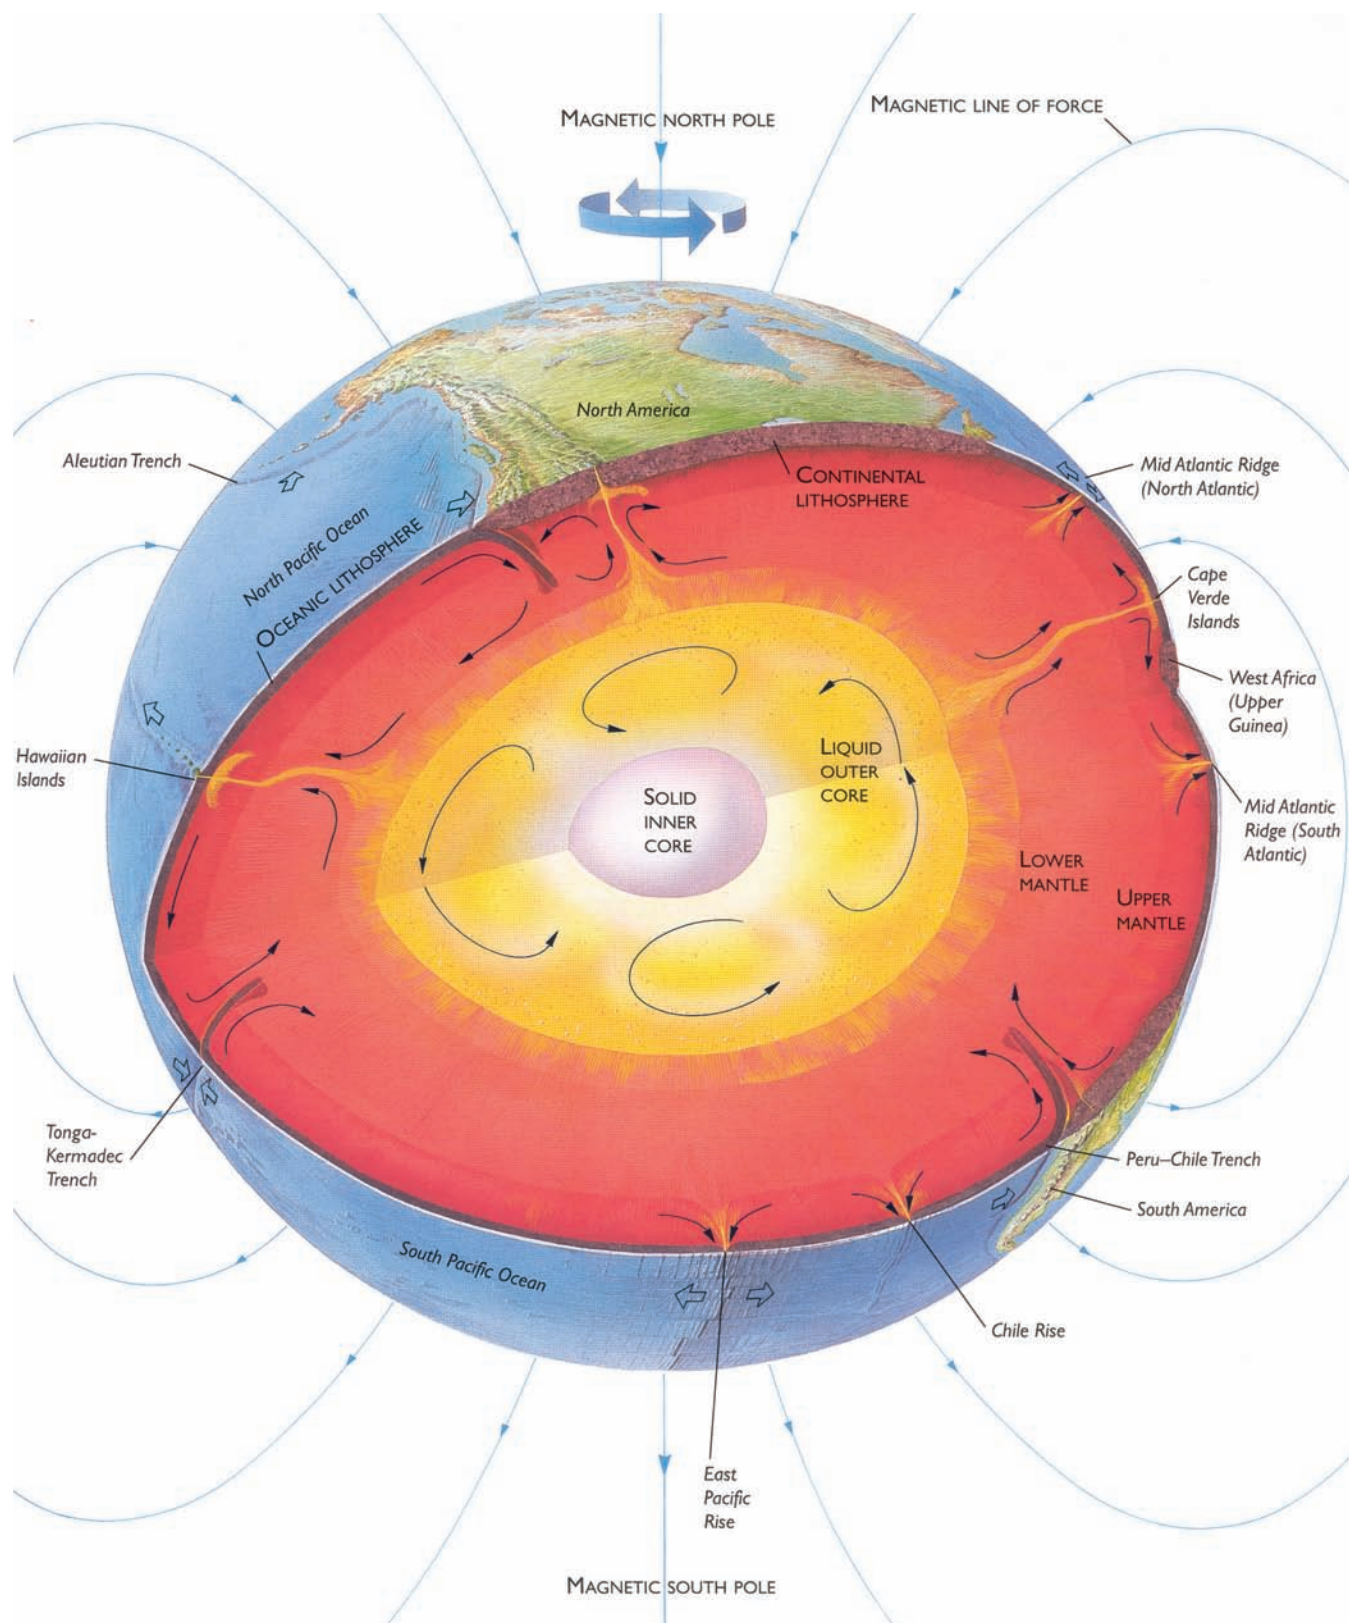 MAGNETIC NORTH POLE
MAGNETIC LINE OF FORCE
North America
Aleutian Trench
CONTINENTAL
LITHOSPHERE
Mid Atlantic Ridge
(North Atlantic)
North Pacific Ocean
OCEANIC LITHOSPHERE
Cape
Verde
Islands
West Africa
(Upper
Guinea)
Hawaiian
Islands
SOLID
INNER
CORE
LIQUID
OUTER
CORE
Mid Atlantic
Ridge (South
Atlantic)
LOWER
MANTLE
UPPER
MANTLE
Tonga-
Kermadec
Trench
Peru–Chile Trench
South America
South Pacific Ocean
Chile Rise
East
Pacific
Rise
MAGNETIC SOUTH POLE